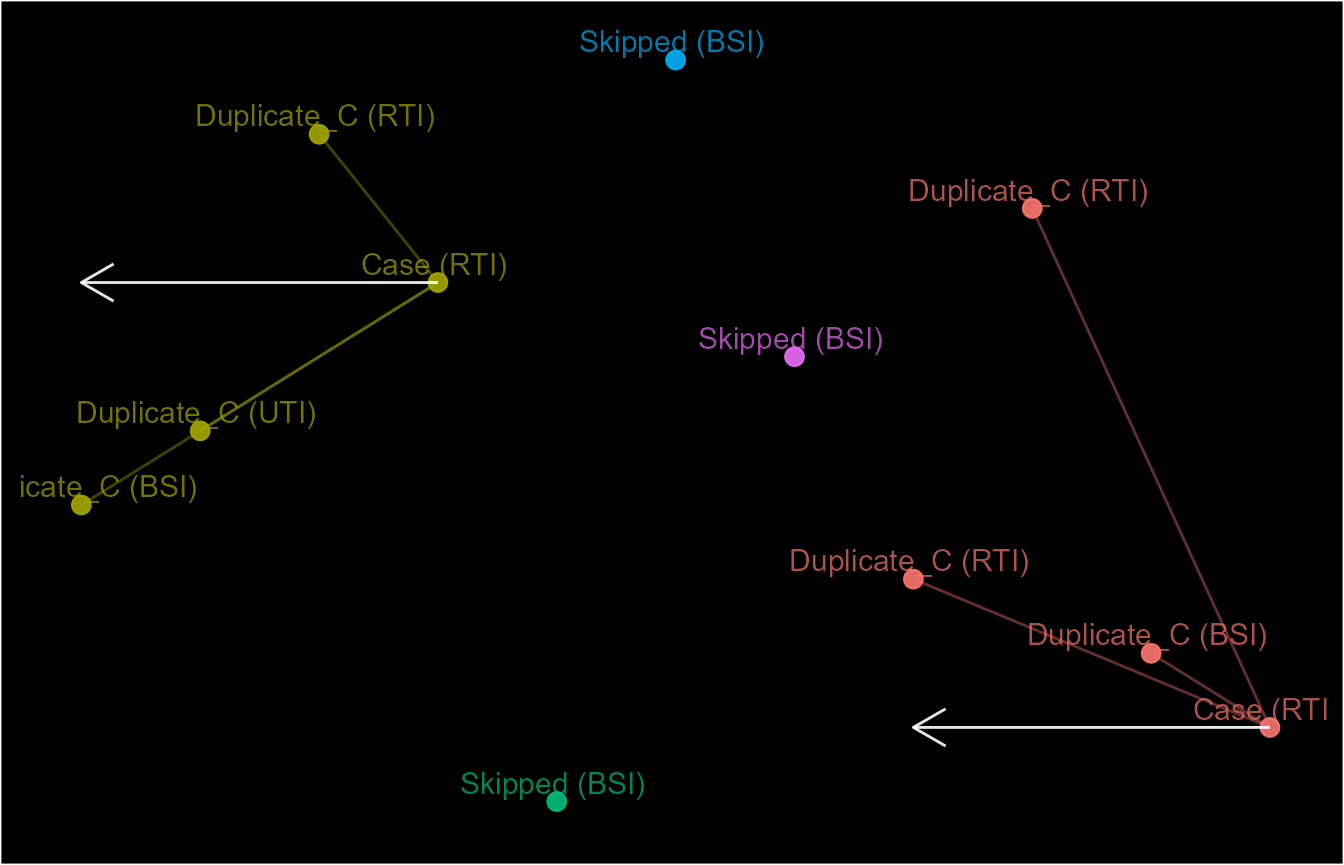 Skipped (BSI)
Duplicate_C (RTI)
Duplicate_C (RTI)
Case (RTI)
Skipped (BSI)
Duplicate_C (UTI)
icate_C (BSI)
Duplicate_C (RTI)
Duplicate_C (BSI)
Case (RTI
Skipped (BSI)